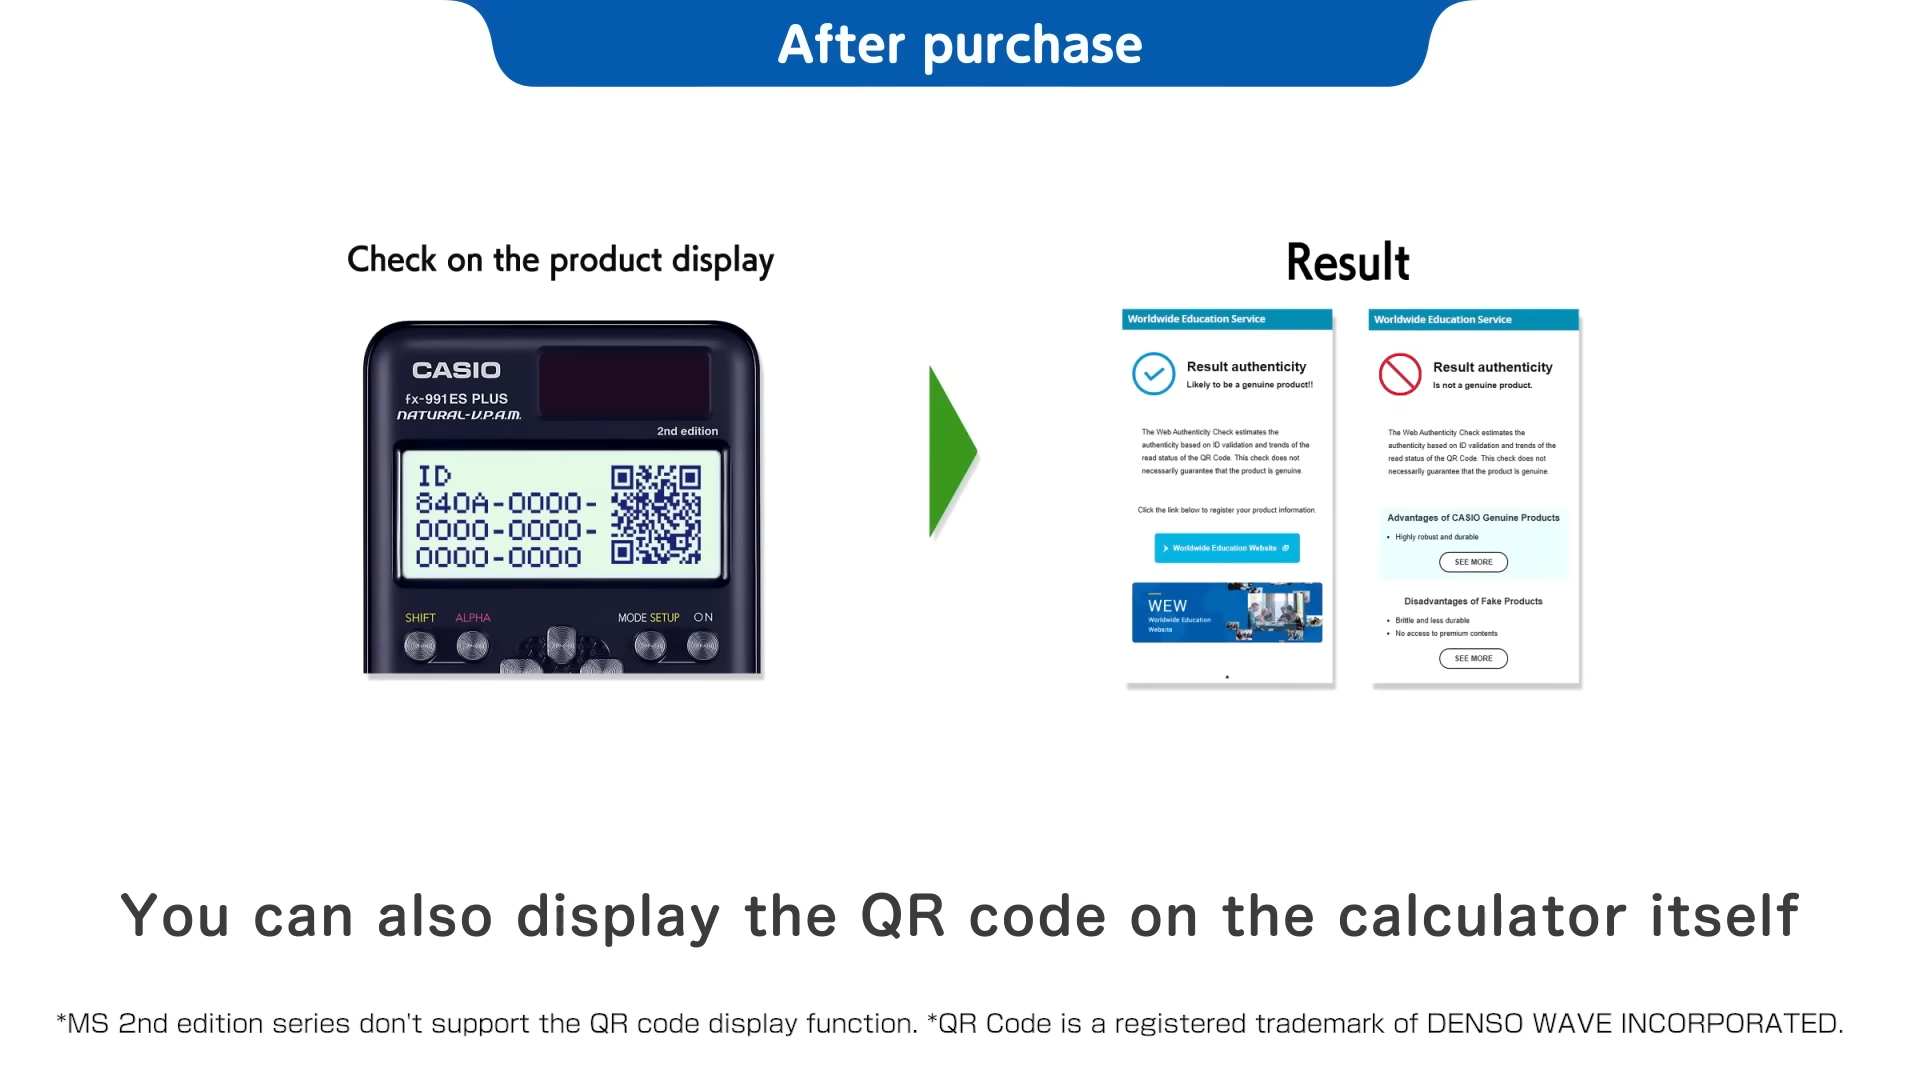 After purchase
Check on the product display
CASIO
fx-991ES PLUS
NATURAL-V.P.A.M.
2nd edition
ID
840A-0000-
0000-0000-
0000-0000
SHIFT ALPHA MODE SETUP ON
Result
Worldwide Education Service
Result authenticity
Likely to be a genuine product!!
The Web Authenticity Check estimates the
authenticity based on ID validation and trends of the
read status of the QR Code. This check does not
necessarily guarantee that the product is genuine.
Click the link below to register your product information.
Worldwide Education Website
WEW
Worldwide Education
Website
Worldwide Education Service
Result authenticity
Is not a genuine product.
The Web Authenticity Check estimates the
authenticity based on ID validation and trends of the
read status of the QR Code. This check does not
necessarily guarantee that the product is genuine.
Advantages of CASIO Genuine Products
• Highly robust and durable
SEE MORE
Disadvantages of Fake Products
• Brittle and less durable
• No access to premium contents
SEE MORE
You can also display the QR code on the calculator itself
*MS 2nd edition series don't support the QR code display function. *QR Code is a registered trademark of DENSO WAVE INCORPORATED.